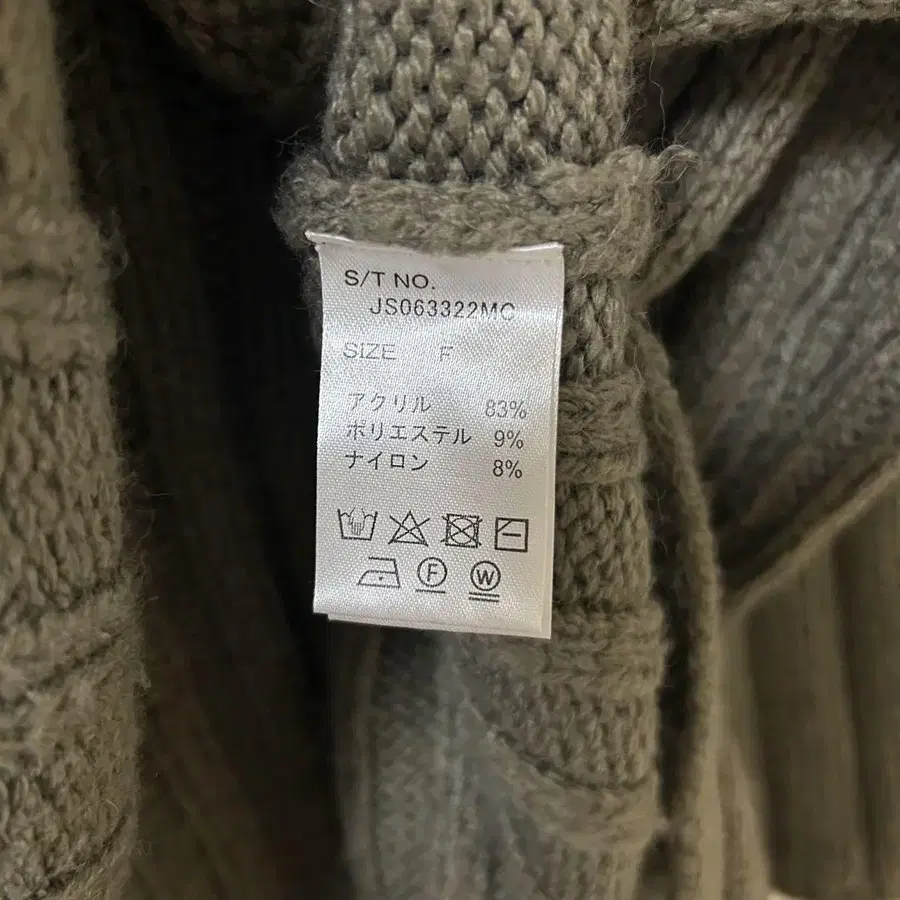 S/T NO.
JS063322MC
SIZE F
アクリル 83%
ポリエステル 9%
ナイロン 8%
F W